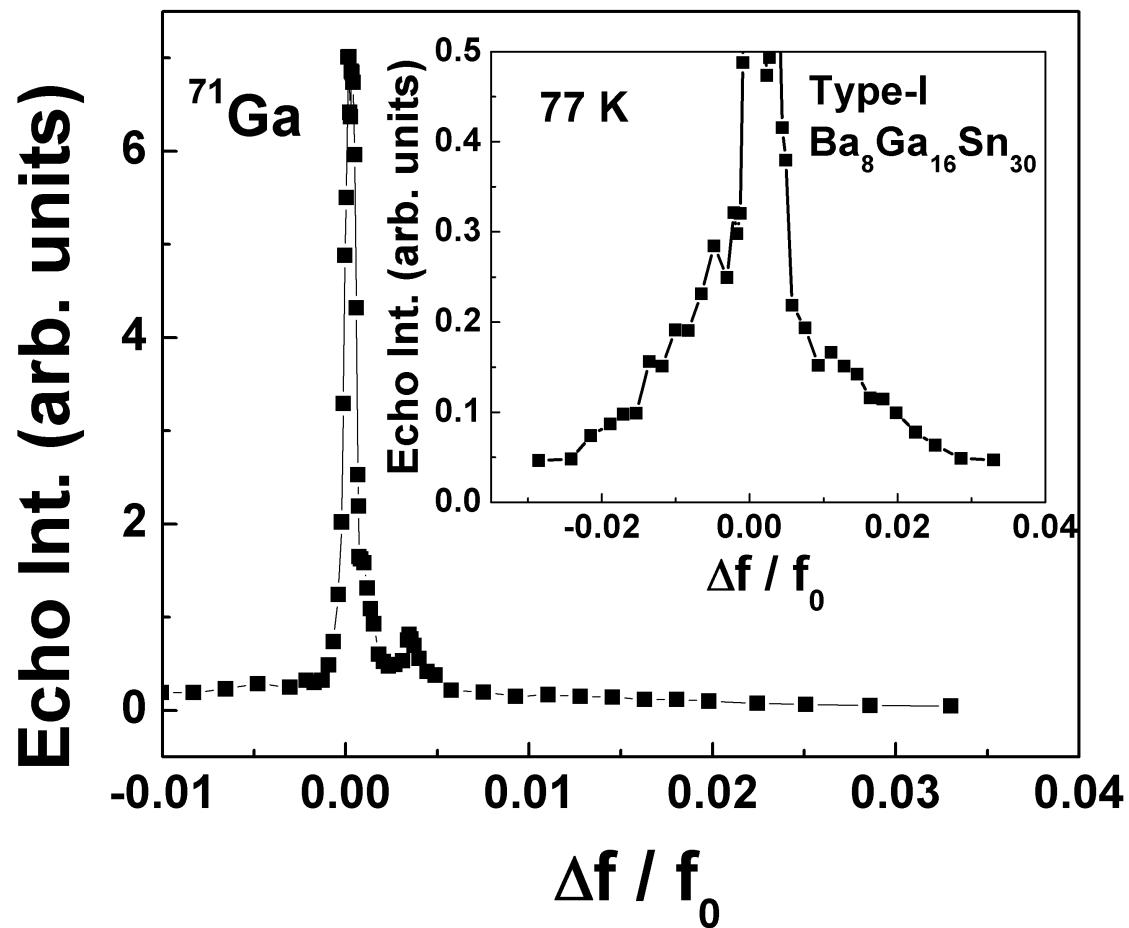 0.5
71Ga
77 K
Type-I
Ba8Ga16Sn30
0.4
6
0.3
Echo Int. (arb. units)
Echo Int. (arb. units)
4
0.2
0.1
2
0.0
-0.02 0.00 0.02 0.04
Δf / f0
0
-0.01 0.00 0.01 0.02 0.03 0.04
Δf / f0